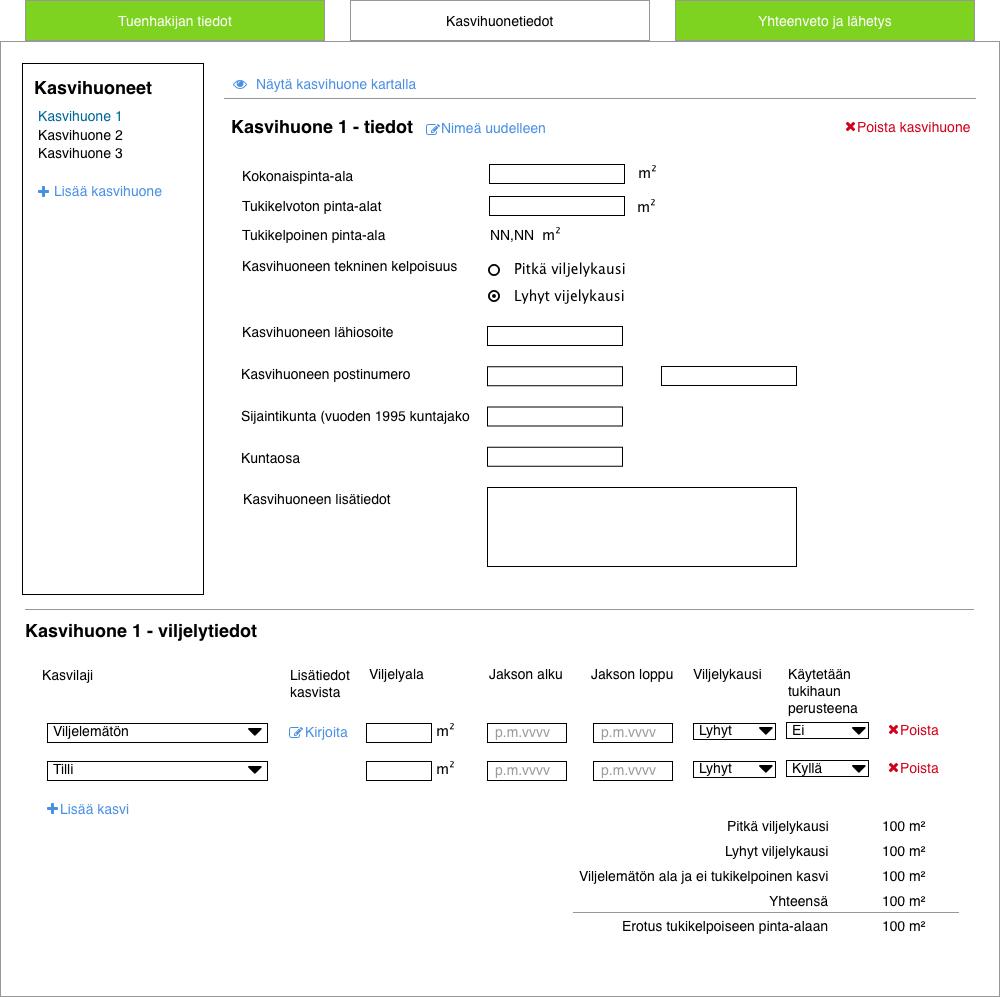 Tuenhakijan tiedot
Kasvihuonetiedot
Yhteenveto ja lähetys
Kasvihuoneet
Kasvihuone 1
Kasvihuone 2
Kasvihuone 3
Lisää kasvihuone
Näytä kasvihuone kartalla
Kasvihuone 1 - tiedot Nimeä uudelleen Poista kasvihuone
Kokonaispinta-ala m²
Tukikelvoton pinta-alat m²
Tukikelpoinen pinta-ala NN,NN m²
Kasvihuoneen tekninen kelpoisuus Pitkä viljelykausi
Lyhyt vijelykausi
Kasvihuoneen lähiosoite
Kasvihuoneen postinumero
Sijaintikunta (vuoden 1995 kuntajako
Kuntaosa
Kasvihuoneen lisätiedot
Kasvihuone 1 - viljelytiedot
Kasvilaji Lisätiedot kasvista Viljelyala Jakson alku Jakson loppu Viljelykausi Käytetään tukihaun perusteena
Viljelemätön Kirjoita m² p.m.vvvv p.m.vvvv Lyhyt Ei Poista
Tilli m² p.m.vvvv p.m.vvvv Lyhyt Kyllä Poista
Lisää kasvi
Pitkä viljelykausi 100 m²
Lyhyt viljelykausi 100 m²
Viljelemätön ala ja ei tukikelpoinen kasvi 100 m²
Yhteensä 100 m²
Erotus tukikelpoiseen pinta-alaan 100 m²